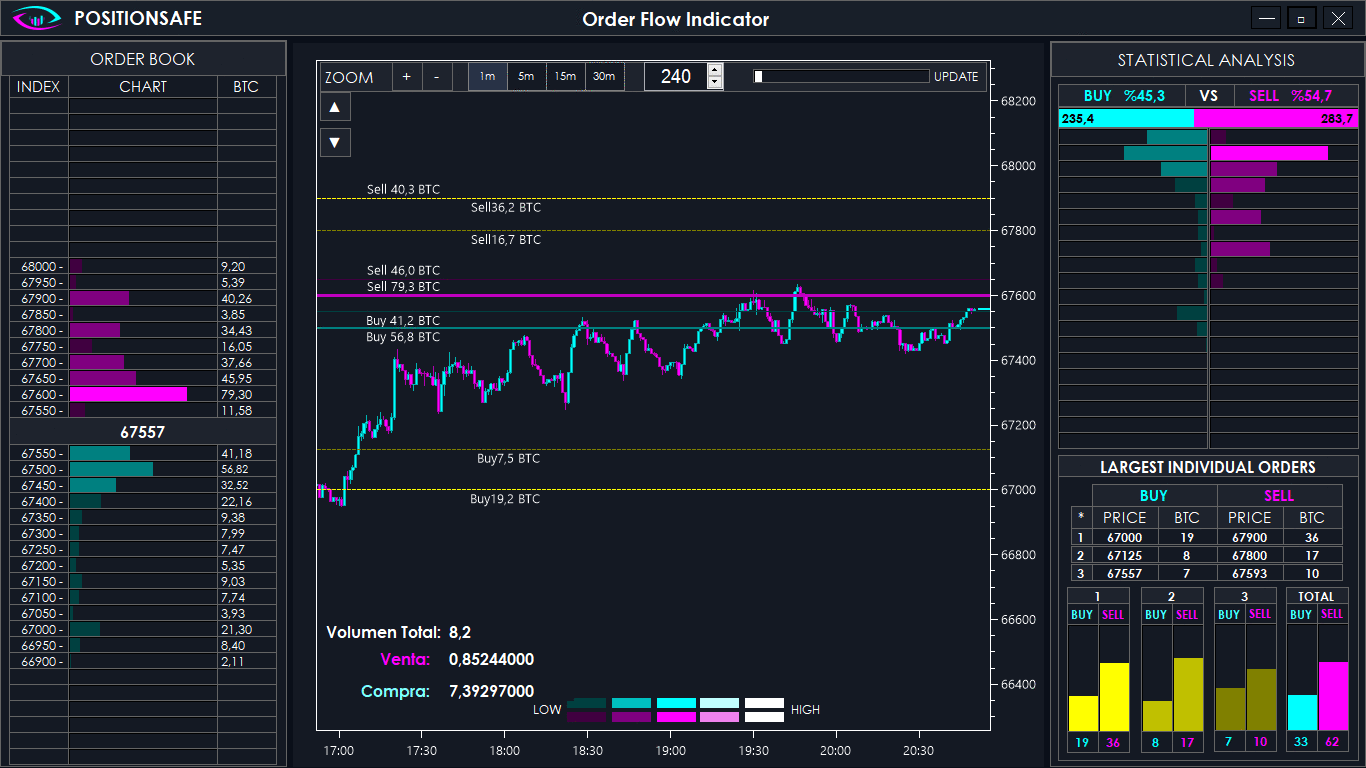 POSITIONSAFE
Order Flow Indicator
ORDER BOOK
INDEX CHART BTC
68000 - 9,20
67950 - 5,39
67900 - 40,26
67850 - 3,85
67800 - 34,43
67750 - 16,05
67700 - 37,66
67650 - 45,95
67600 - 79,30
67550 - 11,58
67557
67550 - 41,18
67500 - 56,82
67450 - 32,52
67400 - 22,16
67350 - 9,38
67300 - 7,99
67250 - 7,47
67200 - 5,35
67150 - 9,03
67100 - 7,74
67050 - 3,93
67000 - 21,30
66950 - 8,40
66900 - 2,11
ZOOM + - 1m 5m 15m 30m 240 UPDATE
Sell 40,3 BTC
Sell36,2 BTC
Sell16,7 BTC
Sell 46,0 BTC
Sell 79,3 BTC
Buy 41,2 BTC
Buy 56,8 BTC
Buy7,5 BTC
Buy19,2 BTC
Volumen Total: 8,2
Venta: 0,85244000
Compra: 7,39297000
LOW HIGH
68200
68000
67800
67600
67400
67200
67000
66800
66600
66400
17:00 17:30 18:00 18:30 19:00 19:30 20:00 20:30
STATISTICAL ANALYSIS
BUY %45,3 VS SELL %54,7
235,4 283,7
LARGEST INDIVIDUAL ORDERS
BUY SELL
* PRICE BTC PRICE BTC
1 67000 19 67900 36
2 67125 8 67800 17
3 67557 7 67593 10
1 2 3 TOTAL
BUY SELL BUY SELL BUY SELL BUY SELL
19 36 8 17 7 10 33 62